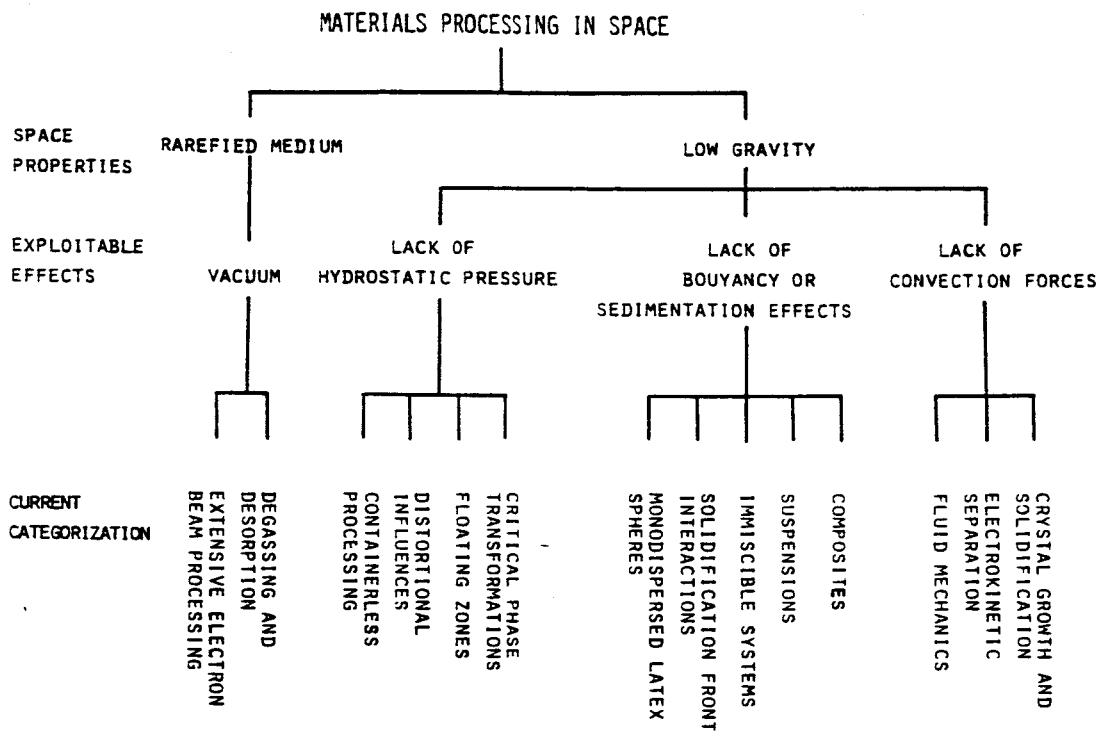 MATERIALS PROCESSING IN SPACE
SPACE
PROPERTIES
RAREFIED MEDIUM
LOW GRAVITY
EXPLOITABLE
EFFECTS
VACUUM
LACK OF
HYDROSTATIC PRESSURE
LACK OF
BOUYANCY OR
SEDIMENTATION EFFECTS
LACK OF
CONVECTION FORCES
CURRENT
CATEGORIZATION
EXTENSIVE ELECTRON
BEAM PROCESSING
DEGASSING AND
DESORPTION
CONTAINERLESS
PROCESSING
DISTORTIONAL
INFLUENCES
FLOATING ZONES
CRITICAL PHASE
TRANSFORMATIONS
MONODISPERSED LATEX
SPHERES
SOLIDIFICATION FRONT
INTERACTIONS
IMMISCIBLE SYSTEMS
SUSPENSIONS
COMPOSITES
FLUID MECHANICS
ELECTROKINETIC
SEPARATION
CRYSTAL GROWTH AND
SOLIDIFICATION